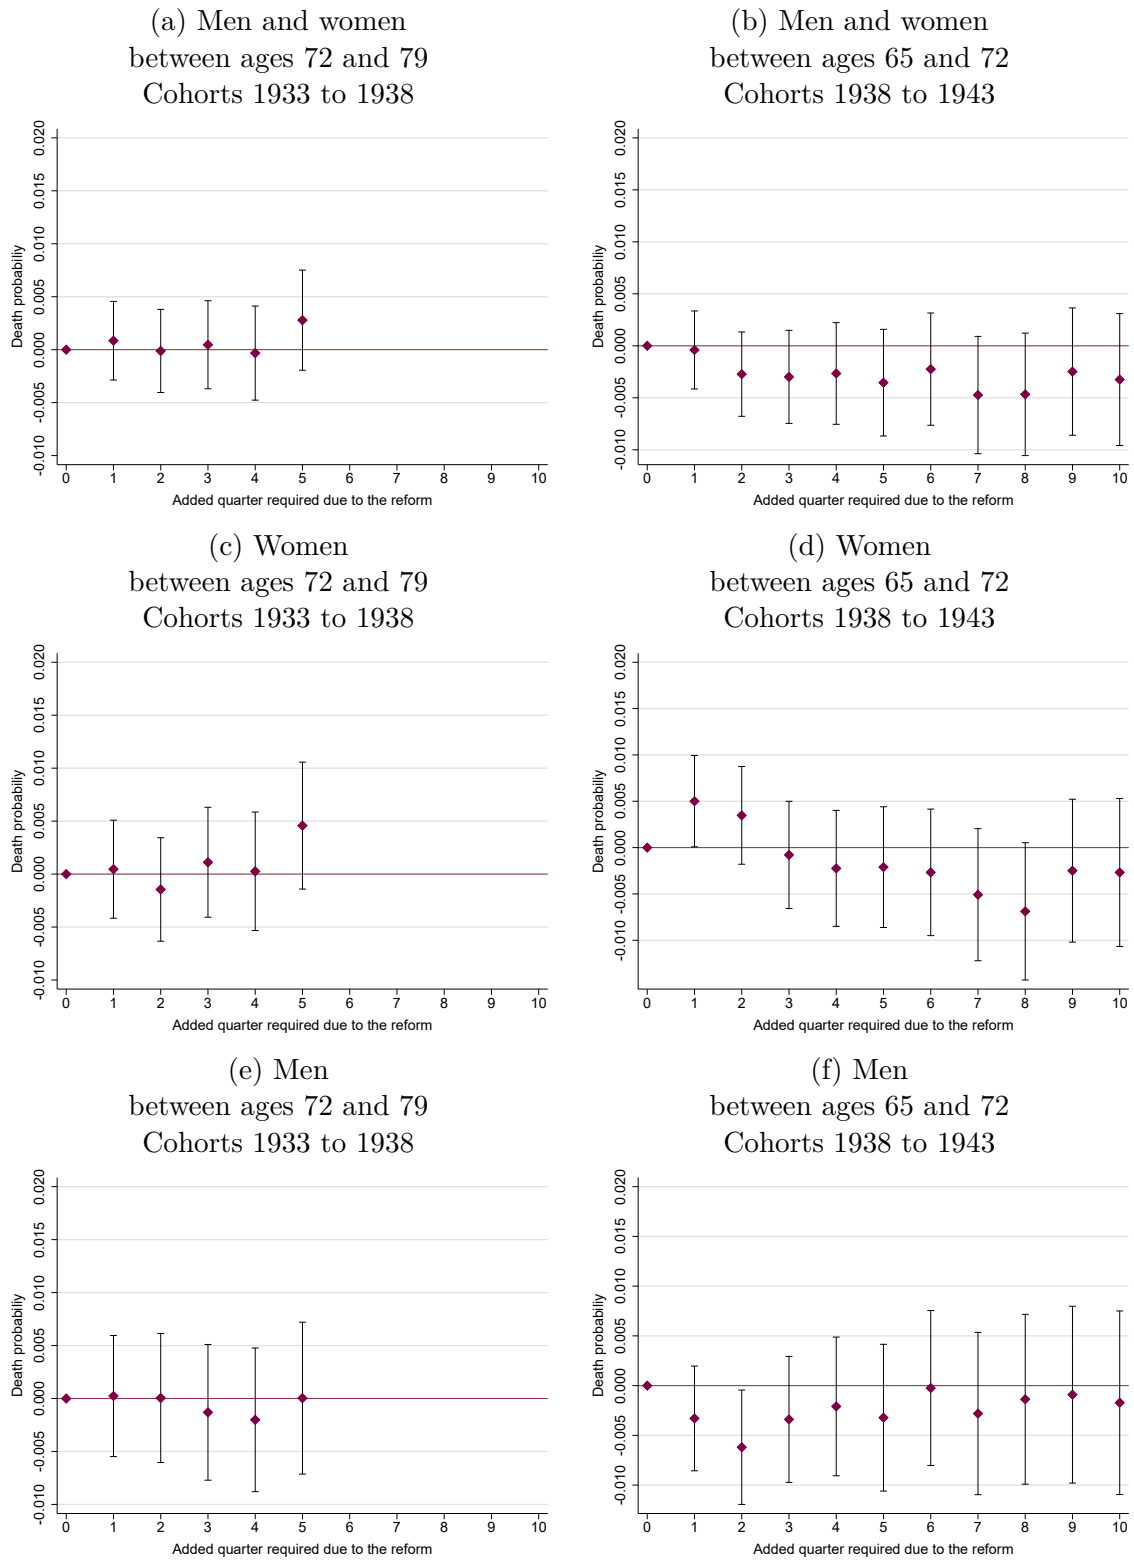 (a) Men and women
between ages 72 and 79
Cohorts 1933 to 1938
0.020
0.015
0.010
0.005
0.000
-0.005
-0.010
Death probabiliy
0 1 2 3 4 5 6 7 8 9 10
Added quarter required due to the reform
(b) Men and women
between ages 65 and 72
Cohorts 1938 to 1943
0.020
0.015
0.010
0.005
0.000
-0.005
-0.010
Death probabiliy
0 1 2 3 4 5 6 7 8 9 10
Added quarter required due to the reform
(c) Women
between ages 72 and 79
Cohorts 1933 to 1938
0.020
0.015
0.010
0.005
0.000
-0.005
-0.010
Death probabiliy
0 1 2 3 4 5 6 7 8 9 10
Added quarter required due to the reform
(d) Women
between ages 65 and 72
Cohorts 1938 to 1943
0.020
0.015
0.010
0.005
0.000
-0.005
-0.010
Death probabiliy
0 1 2 3 4 5 6 7 8 9 10
Added quarter required due to the reform
(e) Men
between ages 72 and 79
Cohorts 1933 to 1938
0.020
0.015
0.010
0.005
0.000
-0.005
-0.010
Death probabiliy
0 1 2 3 4 5 6 7 8 9 10
Added quarter required due to the reform
(f) Men
between ages 65 and 72
Cohorts 1938 to 1943
0.020
0.015
0.010
0.005
0.000
-0.005
-0.010
Death probabiliy
0 1 2 3 4 5 6 7 8 9 10
Added quarter required due to the reform